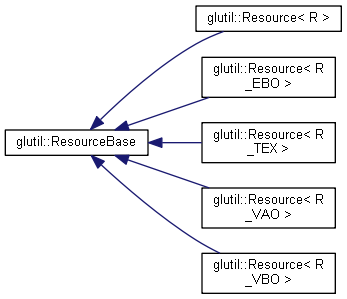 glutil::Resource< R >
glutil::Resource< R
_EBO >
glutil::ResourceBase
glutil::Resource< R
_TEX >
glutil::Resource< R
_VAO >
glutil::Resource< R
_VBO >